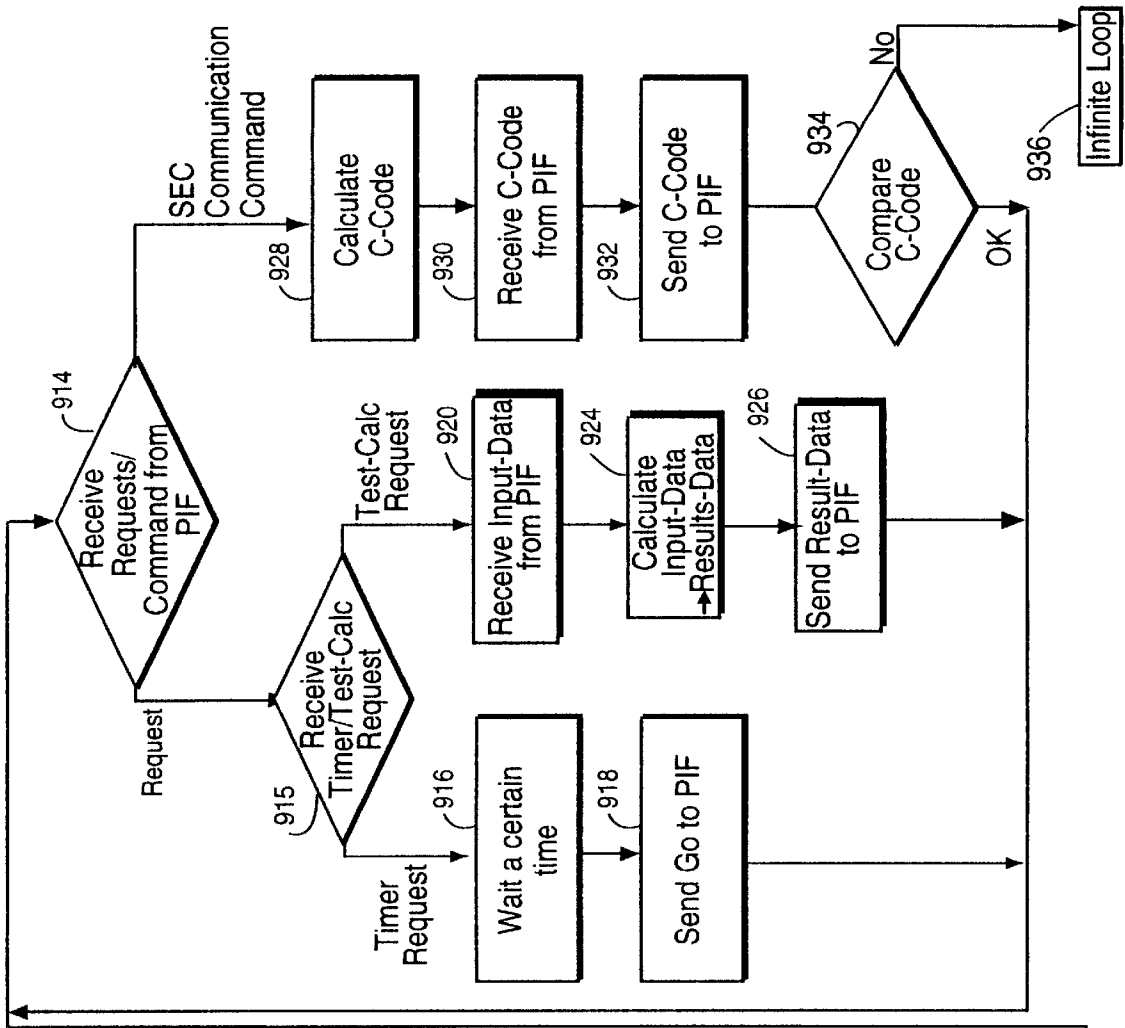 914
Receive
Requests/
Command from
PIF
Request
SEC
Communication
Command
915
Receive
Timer/Test-Calc
Request
Timer
Request
Test-Calc
Request
916
Wait a certain
time
918
Send Go to PIF
920
Receive Input-Data
from PIF
924
Calculate
Input-Data
→Results-Data
926
Send Result-Data
to PIF
928
Calculate
C-Code
930
Receive C-Code
from PIF
932
Send C-Code
to PIF
934
Compare
C-Code
No
OK
936
Infinite Loop